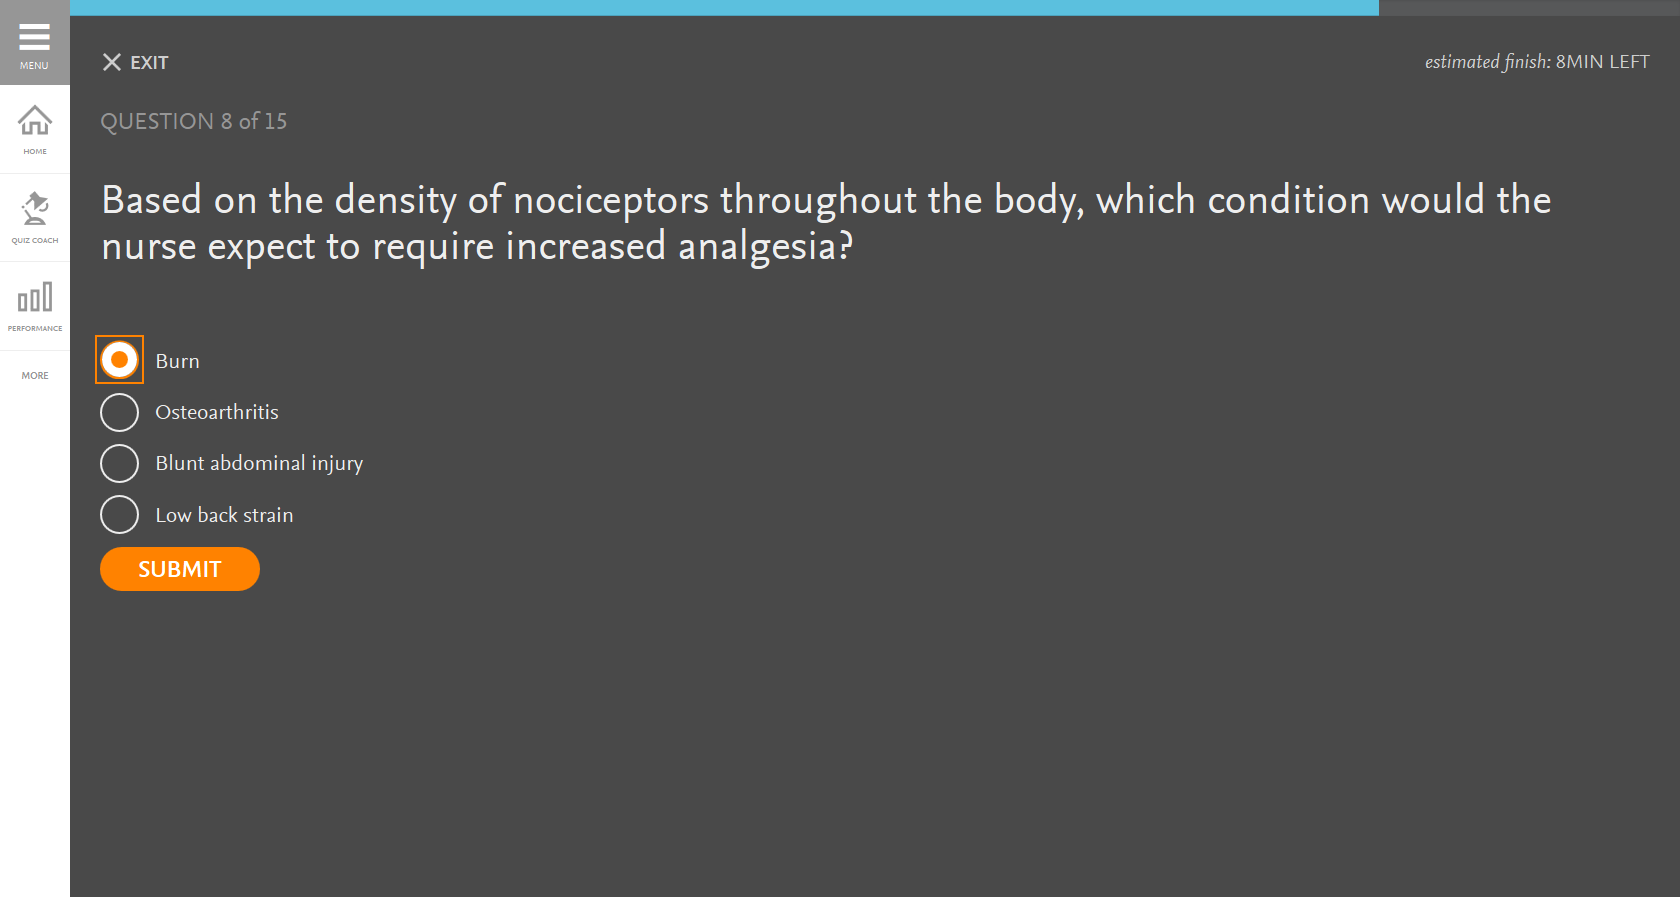 MENU
HOME
QUIZ COACH
PERFORMANCE
MORE
EXIT
estimated finish: 8MIN LEFT
QUESTION 8 of 15
Based on the density of nociceptors throughout the body, which condition would the
nurse expect to require increased analgesia?
Burn
Osteoarthritis
Blunt abdominal injury
Low back strain
SUBMIT